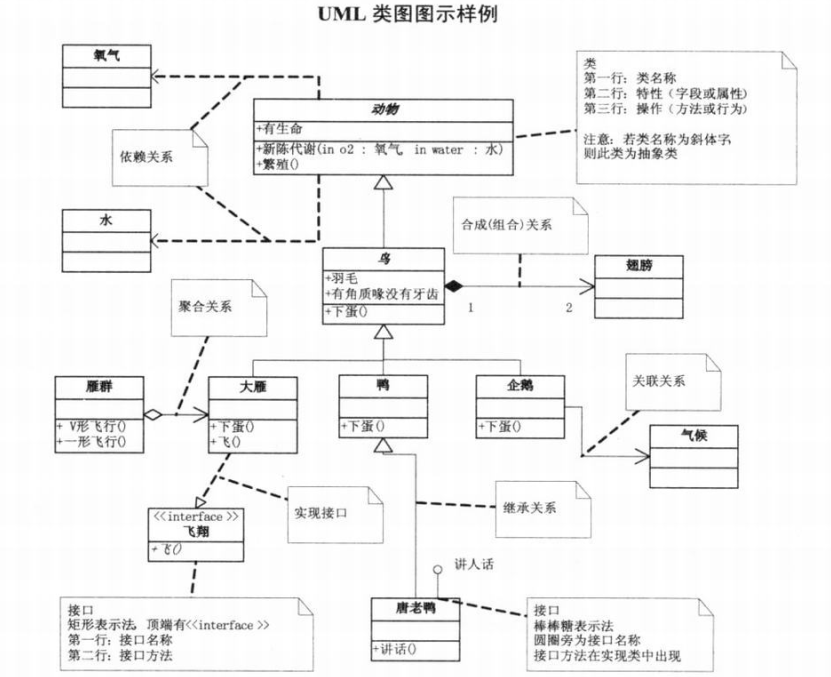 UML 类图图示样例
氧气
动物
+有生命
+新陈代谢(in o2 : 氧气, in water : 水)
+繁殖()
类
第一行：类名称
第二行：特性（字段或属性）
第三行：操作（方法或行为）
注意：若类名称为斜体字，
则此类为抽象类
依赖关系
水
鸟
+羽毛
+有角质喙没有牙齿
+下蛋()
合成(组合)关系
1
2
翅膀
聚合关系
雁群
+ V形飞行()
+一形飞行()
大雁
+下蛋()
+飞()
鸭
+下蛋()
企鹅
+下蛋()
关联关系
气候
<<interface>>
飞翔
+飞()
实现接口
继承关系
讲人话
唐老鸭
+讲话()
接口
矩形表示法，顶端有<<interface>>
第一行：接口名称
第二行：接口方法
接口
棒棒糖表示法
圆圈旁为接口名称
接口方法在实现类中出现